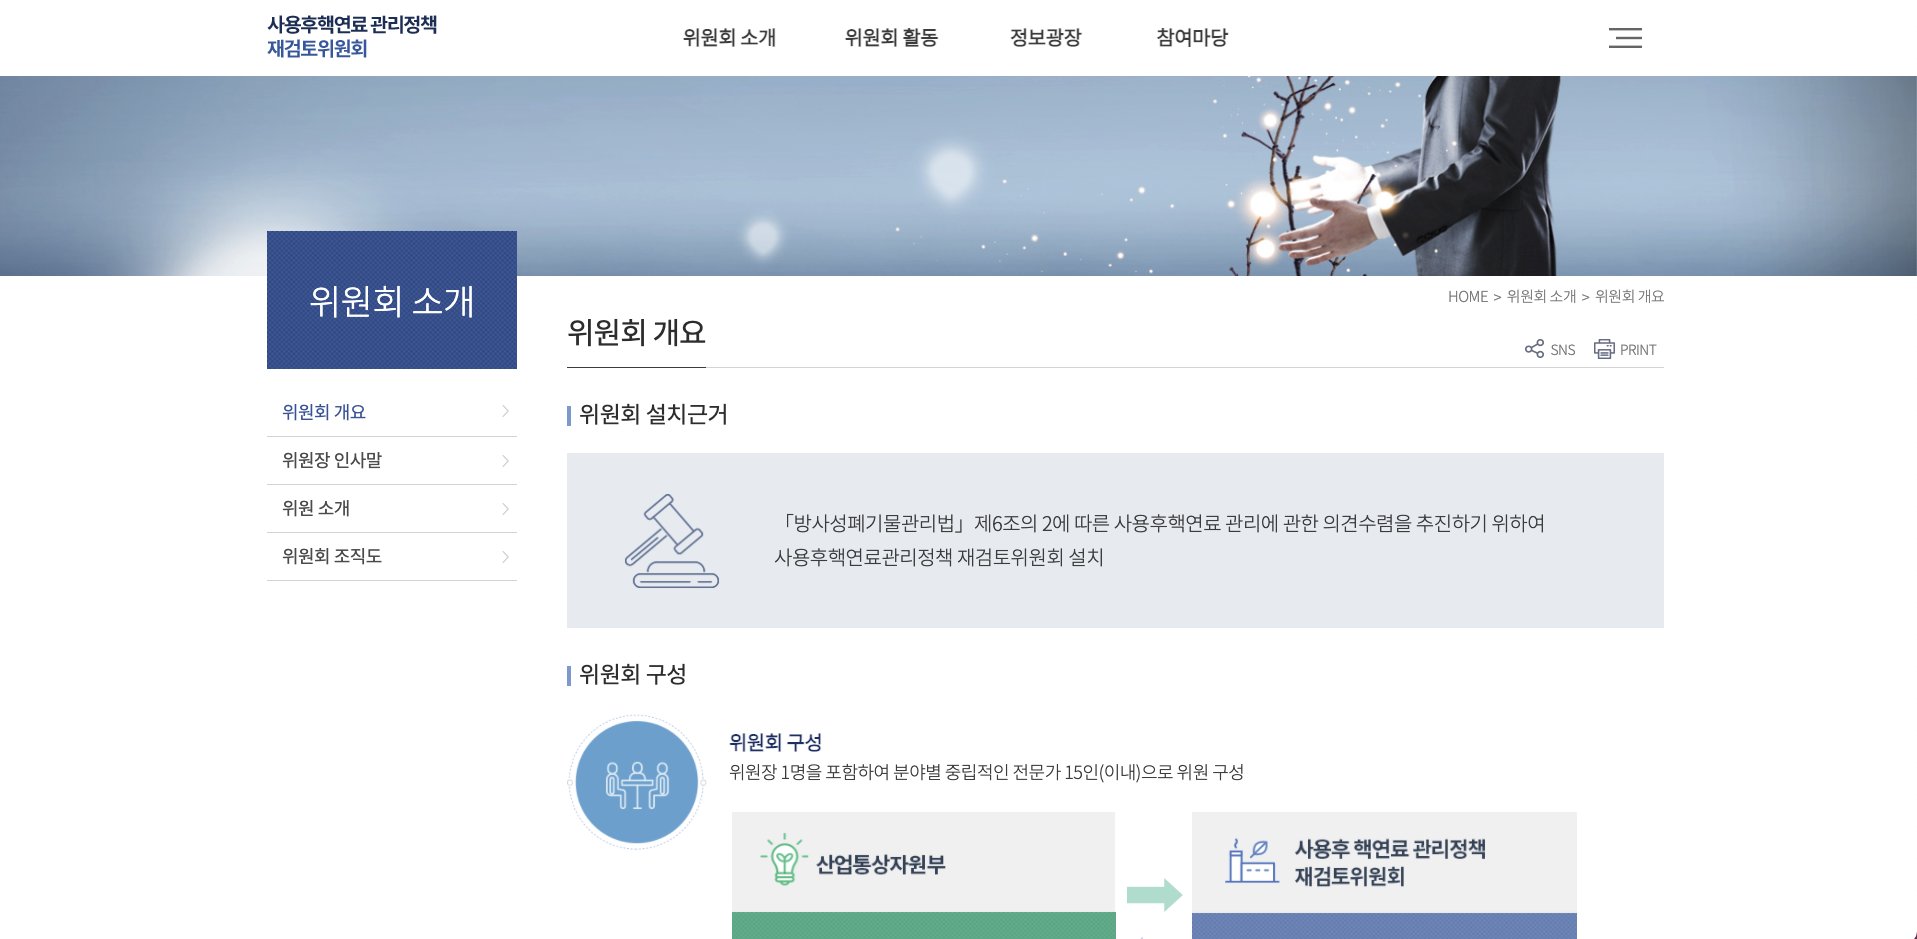 사용후핵연료 관리정책
재검토위원회
위원회 소개
위원회 활동
정보광장
참여마당
위원회 소개
위원회 개요
위원장 인사말
위원 소개
위원회 조직도
HOME > 위원회 소개 > 위원회 개요
위원회 개요
SNS
PRINT
위원회 설치근거
「방사성폐기물관리법」제6조의 2에 따른 사용후핵연료 관리에 관한 의견수렴을 추진하기 위하여
사용후핵연료관리정책 재검토위원회 설치
위원회 구성
위원회 구성
위원장 1명을 포함하여 분야별 중립적인 전문가 15인(이내)으로 위원 구성
산업통상자원부
사용후 핵연료 관리정책
재검토위원회